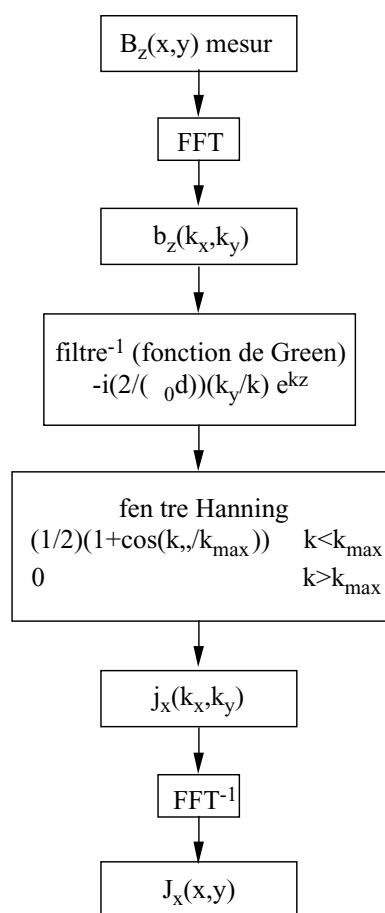 B_z(x,y) mesur
FFT
b_z(k_x,k_y)
filtre^-1 (fonction de Green)
-i(2/( _0d))(k_y/k) e^kz
fen tre Hanning
(1/2)(1+cos(k„/k_max)) k<k_max
0 k>k_max
j_x(k_x,k_y)
FFT^-1
J_x(x,y)